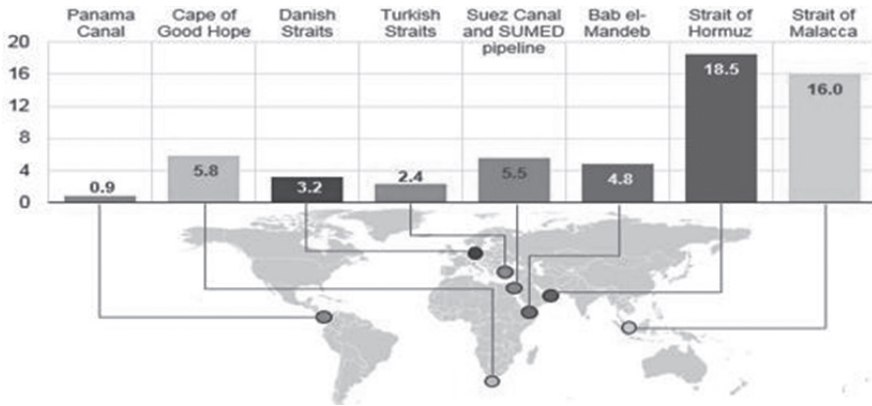 Panama
Canal
Cape of
Good Hope
Danish
Straits
Turkish
Straits
Suez Canal
and SUMED
pipeline
Bab el-
Mandeb
Strait of
Hormuz
Strait of
Malacca
20
16
12
8
4
0
0.9
5.8
3.2
2.4
5.5
4.8
18.5
16.0